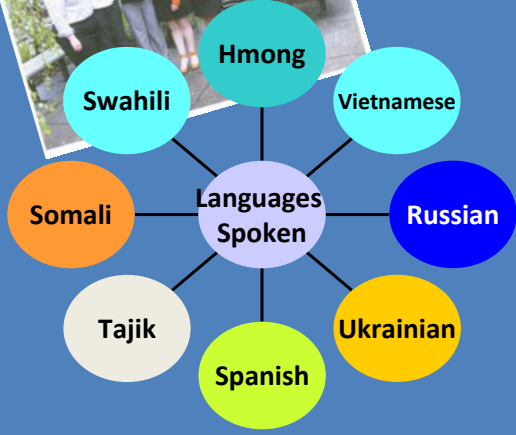 Hmong
Vietnamese
Russian
Ukrainian
Spanish
Tajik
Somali
Swahili
Languages
Spoken